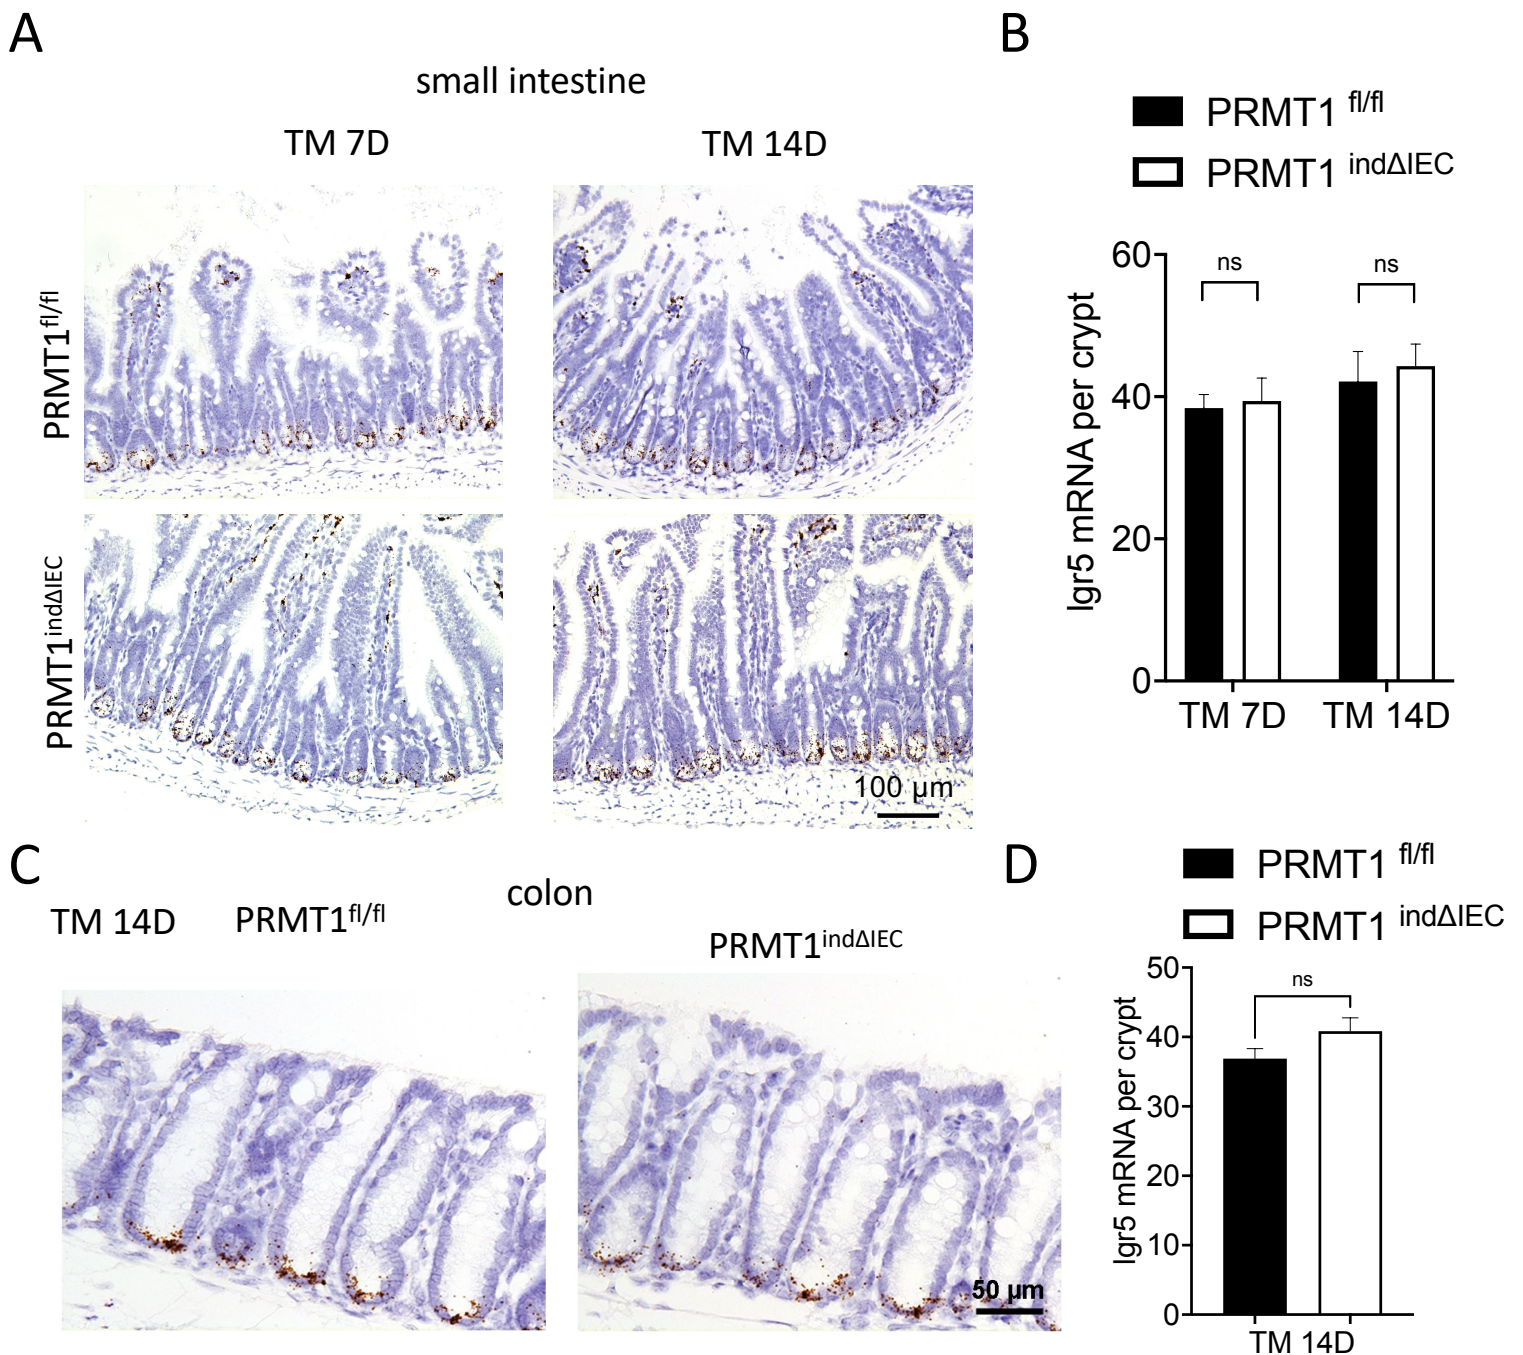 A
small intestine
TM 7D
TM 14D
PRMT1fl/fl
PRMT1indΔIEC
100 µm
B
PRMT1 fl/fl
PRMT1 indΔIEC
60
40
20
0
lgr5 mRNA per crypt
ns
ns
TM 7D
TM 14D
C
colon
TM 14D
PRMT1fl/fl
PRMT1indΔIEC
50 µm
D
PRMT1 fl/fl
PRMT1 indΔIEC
50
40
30
20
10
0
lgr5 mRNA per crypt
ns
TM 14D